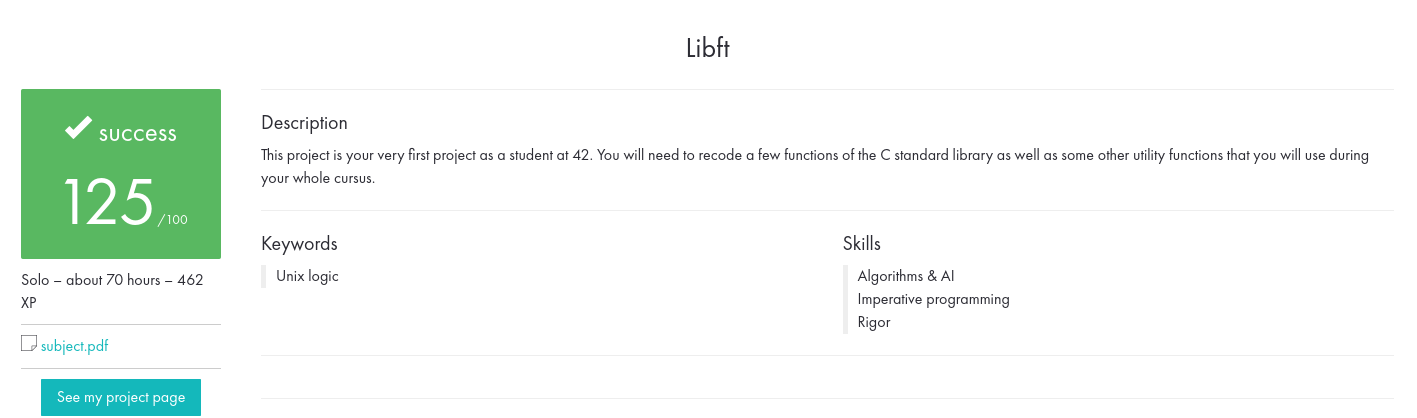 Libft
success
125 /100
Solo – about 70 hours – 462
XP
subject.pdf
See my project page
Description
This project is your very first project as a student at 42. You will need to recode a few functions of the C standard library as well as some other utility functions that you will use during
your whole cursus.
Keywords
Unix logic
Skills
Algorithms & AI
Imperative programming
Rigor